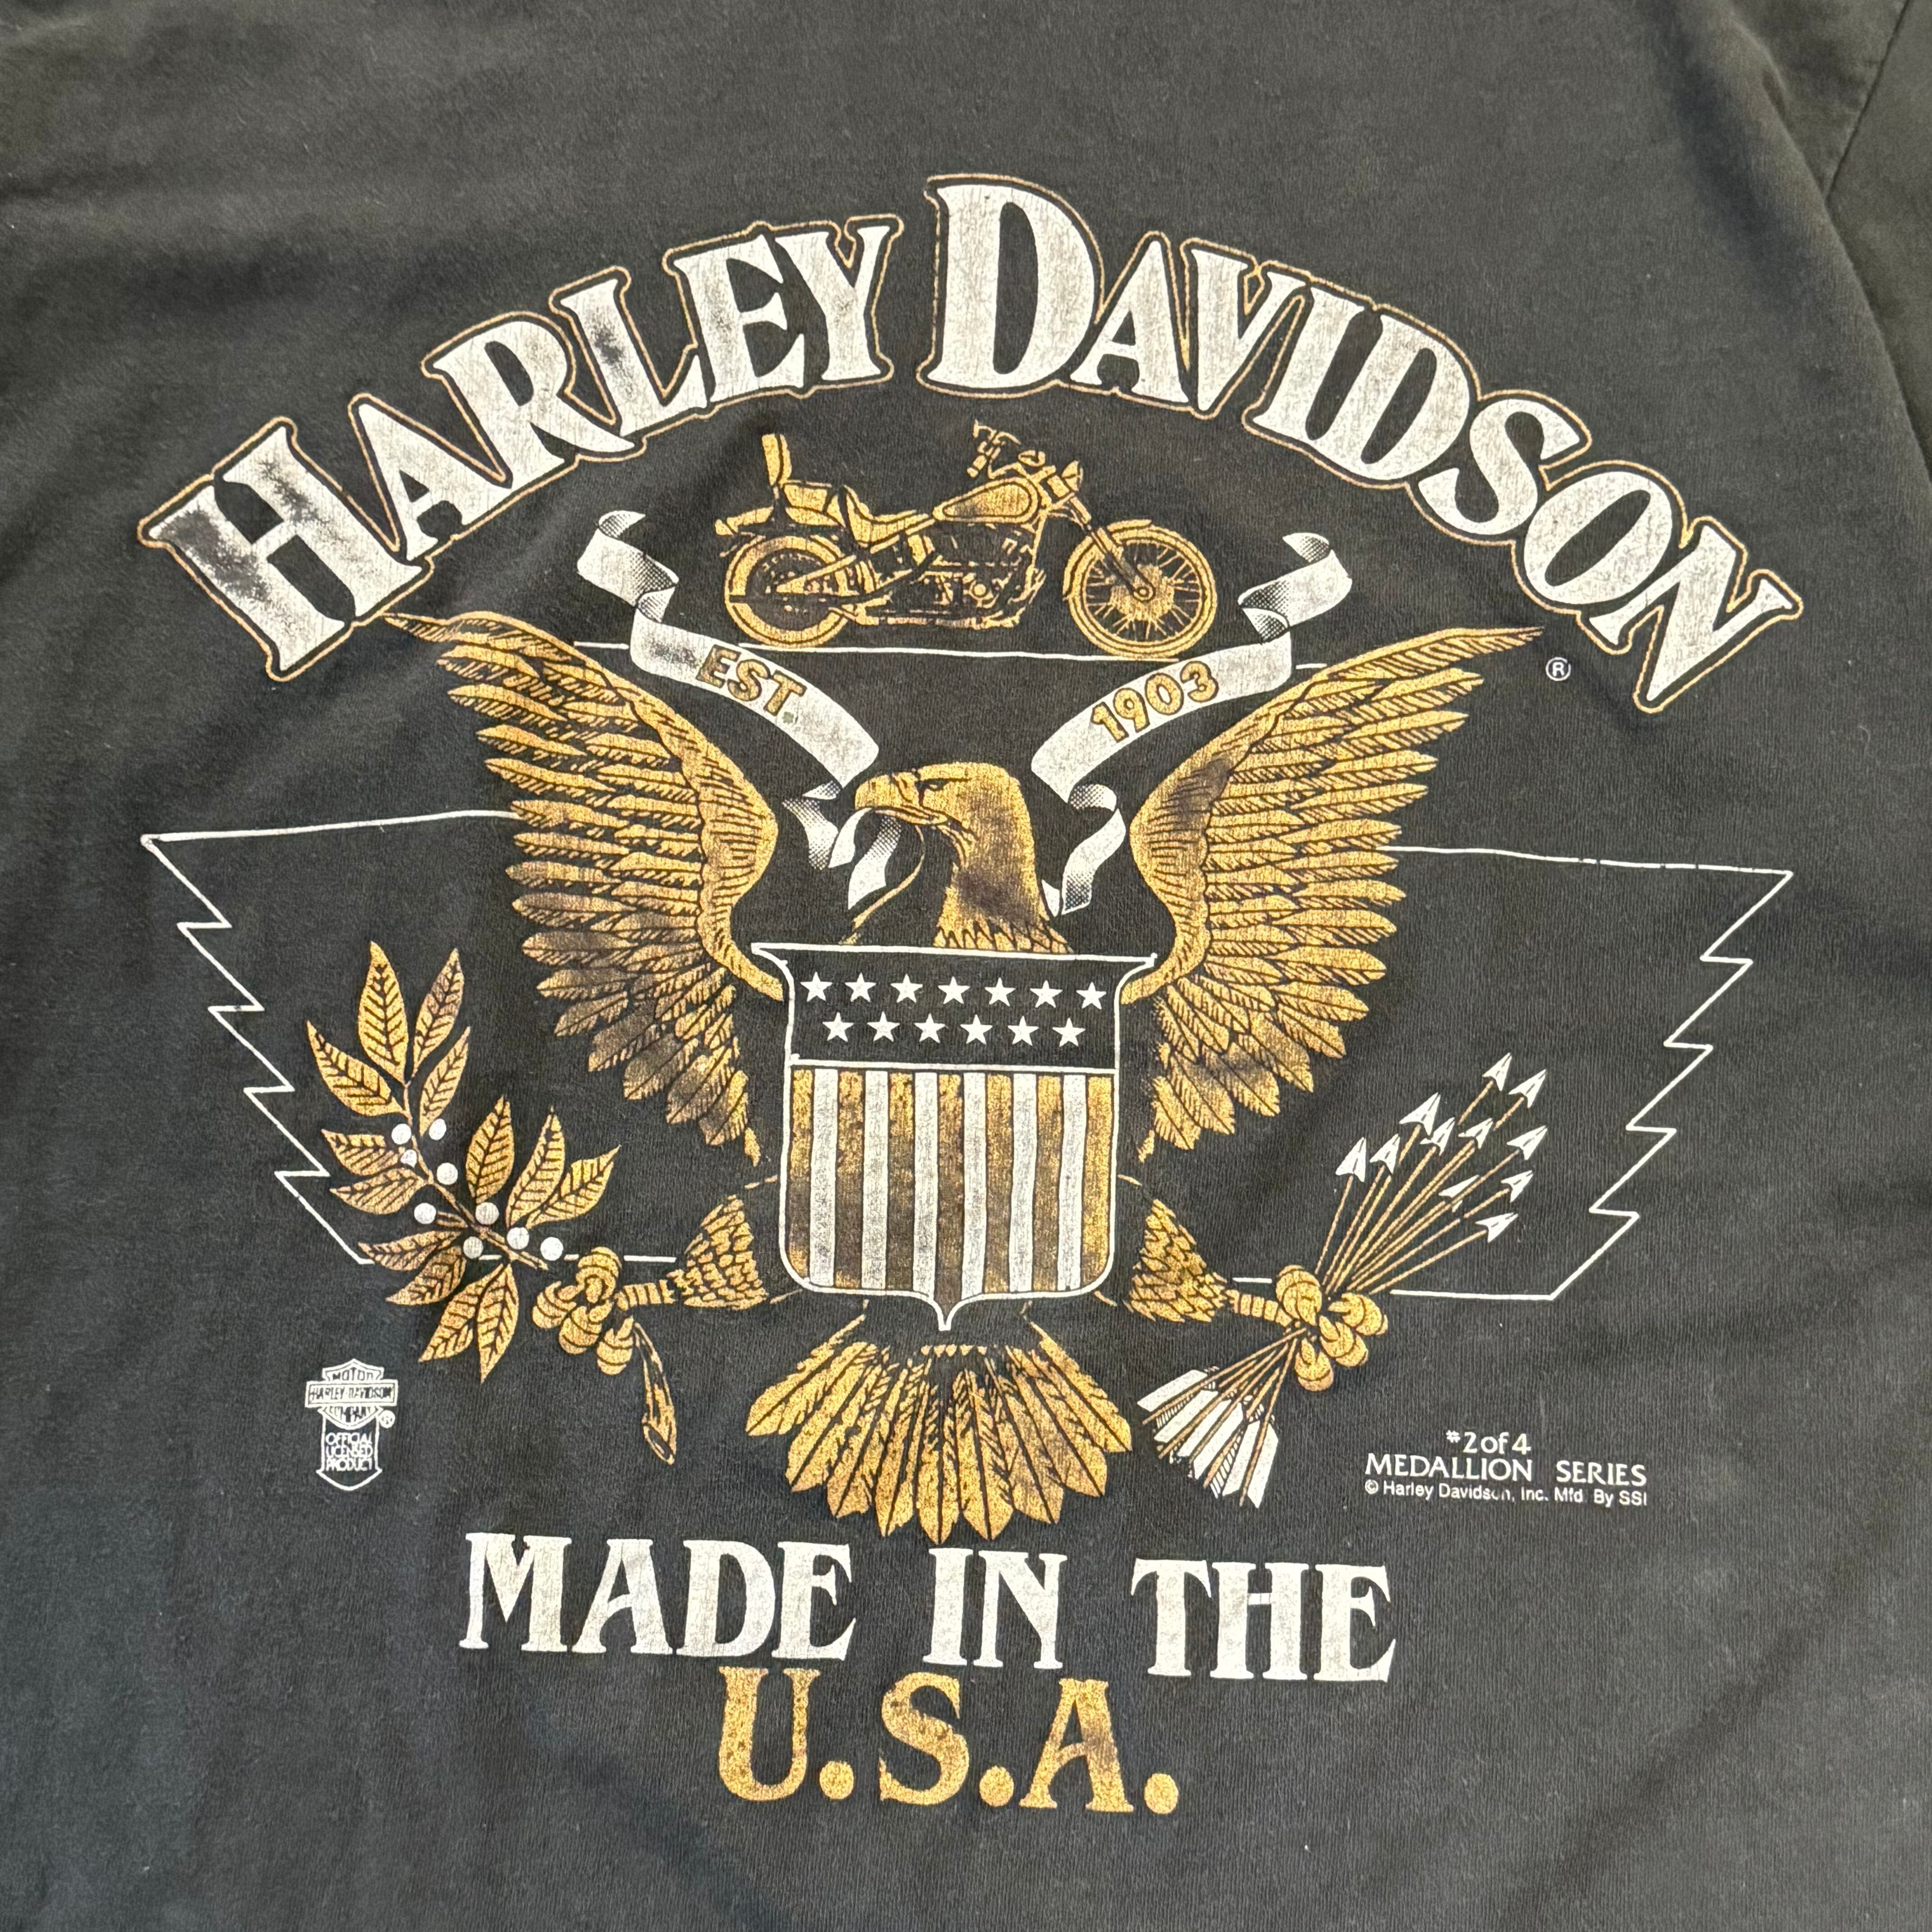 HARLEY DAVIDSON
®
EST. 1903
MOTOR
HARLEY-DAVIDSON
®
OFFICIAL
LICENSED
PRODUCT
#2 of 4
MEDALLION SERIES
© Harley Davidson, Inc. Mfd. By SSI
MADE IN THE
U.S.A.